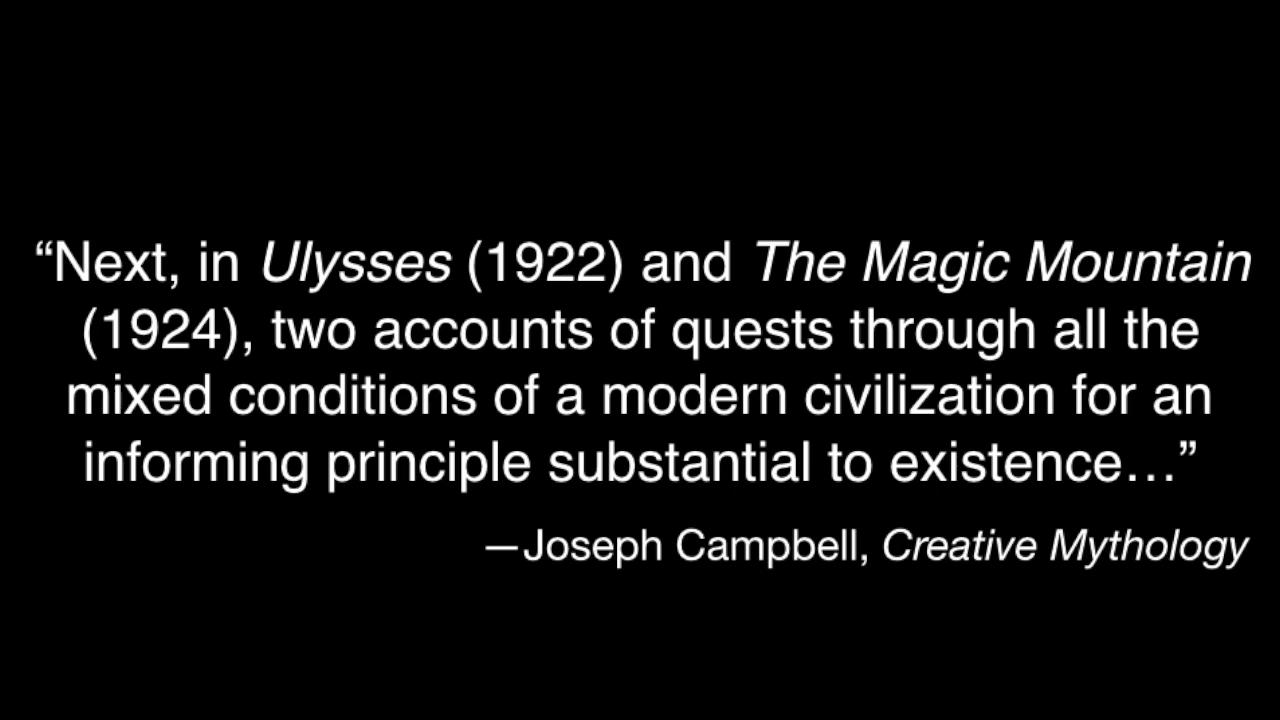 “Next, in Ulysses (1922) and The Magic Mountain
(1924), two accounts of quests through all the
mixed conditions of a modern civilization for an
informing principle substantial to existence…”
—Joseph Campbell, Creative Mythology